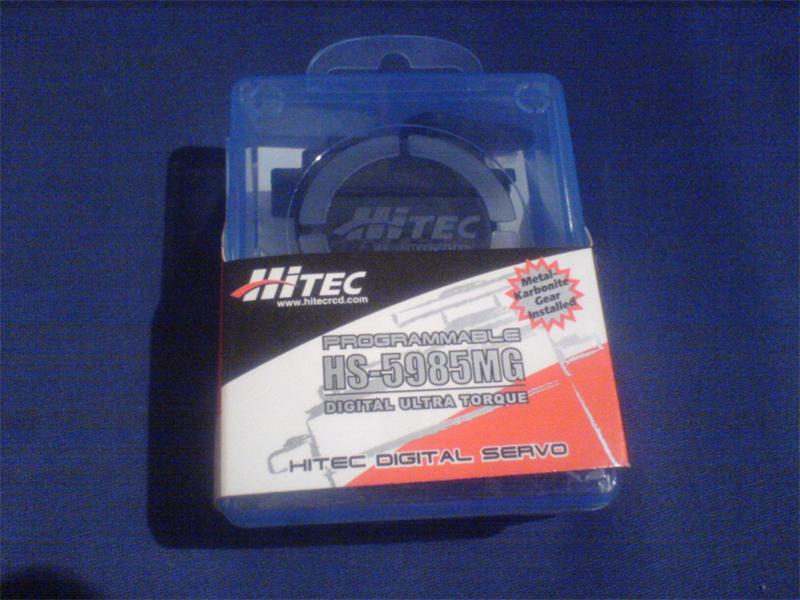 HiTEC
HiTEC
www.hitecrcd.com
Metal-
Karbonite
Gear
Installed
PROGRAMMABLE
HS-5985MG
DIGITAL ULTRA TORQUE
HITEC DIGITAL SERVO